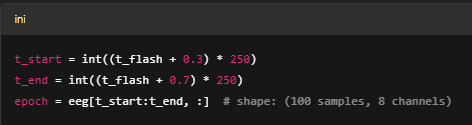 ini
t_start = int((t_flash + 0.3) * 250)
t_end = int((t_flash + 0.7) * 250)
epoch = eeg[t_start:t_end, :]  # shape: (100 samples, 8 channels)